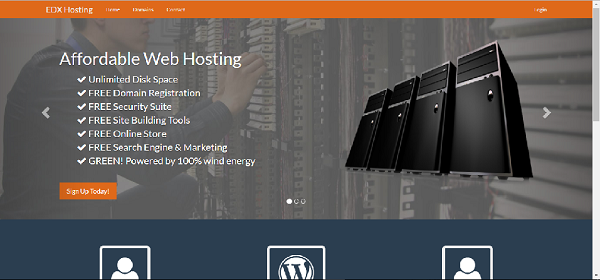 EDX Hosting Home Domains Contact Login
Affordable Web Hosting
Unlimited Disk Space
FREE Domain Registration
FREE Security Suite
FREE Site Building Tools
FREE Online Store
FREE Search Engine & Marketing
GREEN! Powered by 100% wind energy
Sign Up Today!